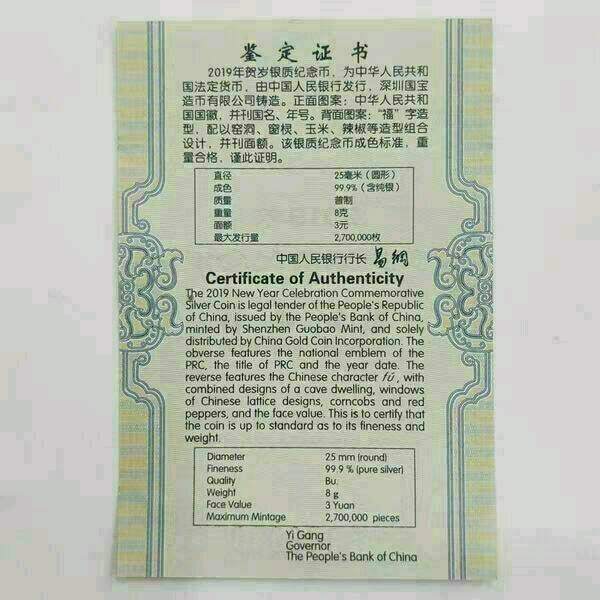 鉴定证书
2019年贺岁银质纪念币，为中华人民共和
国法定货币，由中国人民银行发行，深圳国宝
造币有限公司铸造。正面图案：中华人民共和
国国徽，并刊国名、年号。背面图案：“福”字造
型，配以窑洞、窗棂、玉米、辣椒等造型组合
设计，并刊面额。该银质纪念币成色标准，重
量合格，谨此证明。
直径 25毫米（圆形）
成色 99.9%（含纯银）
质量 普制
重量 8克
面额 3元
最大发行量 2,700,000枚
中国人民银行行长 易纲
Certificate of Authenticity
The 2019 New Year Celebration Commemorative
Silver Coin is legal tender of the People's Republic
of China, issued by the People's Bank of China,
minted by Shenzhen Guobao Mint, and solely
distributed by China Gold Coin Incorporation. The
obverse features the national emblem of the
PRC, the title of PRC and the year date. The
reverse features the Chinese character fú, with
combined designs of a cave dwelling, windows
of Chinese lattice designs, corncobs and red
peppers, and the face value. This is to certify that
the coin is up to standard as to its fineness and
weight.
Diameter 25 mm (round)
Fineness 99.9 % (pure silver)
Quality Bu.
Weight 8 g
Face Value 3 Yuan
Maximum Mintage 2,700,000 pieces
Yi Gang
Governor
The People's Bank of China